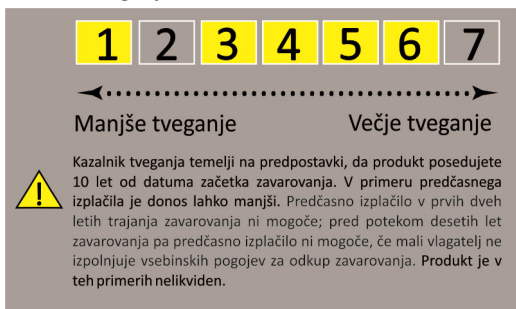 1 2 3 4 5 6 7
Manjše tveganje Večje tveganje
Kazalnik tveganja temelji na predpostavki, da produkt posedujete
10 let od datuma začetka zavarovanja. V primeru predčasnega
izplačila je donos lahko manjši. Predčasno izplačilo v prvih dveh
letih trajanja zavarovanja ni mogoče; pred potekom desetih let
zavarovanja pa predčasno izplačilo ni mogoče, če mali vlagatelj ne
izpolnjuje vsebinskih pogojev za odkup zavarovanja. Produkt je v
teh primerih nelikviden.